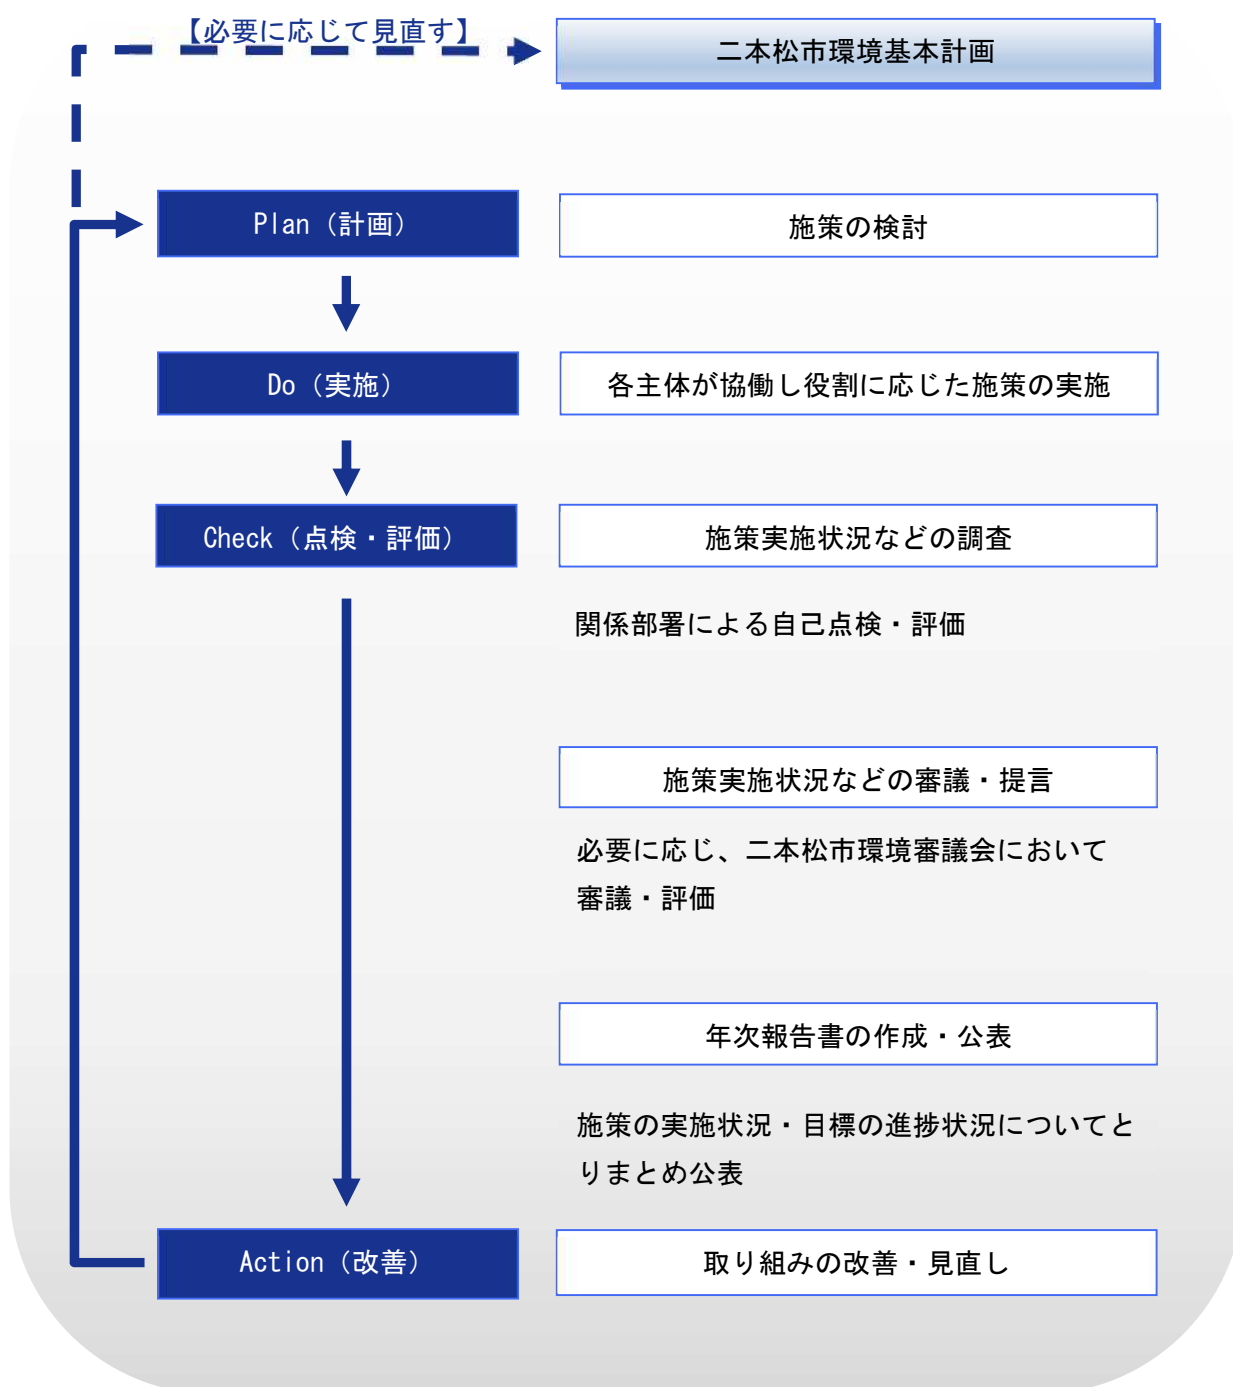 【必要に応じて見直す】
二本松市環境基本計画
Plan（計画）
施策の検討
Do（実施）
各主体が協働し役割に応じた施策の実施
Check（点検・評価）
施策実施状況などの調査
関係部署による自己点検・評価
施策実施状況などの審議・提言
必要に応じ、二本松市環境審議会において
審議・評価
年次報告書の作成・公表
施策の実施状況・目標の進捗状況についてと
りまとめ公表
Action（改善）
取り組みの改善・見直し